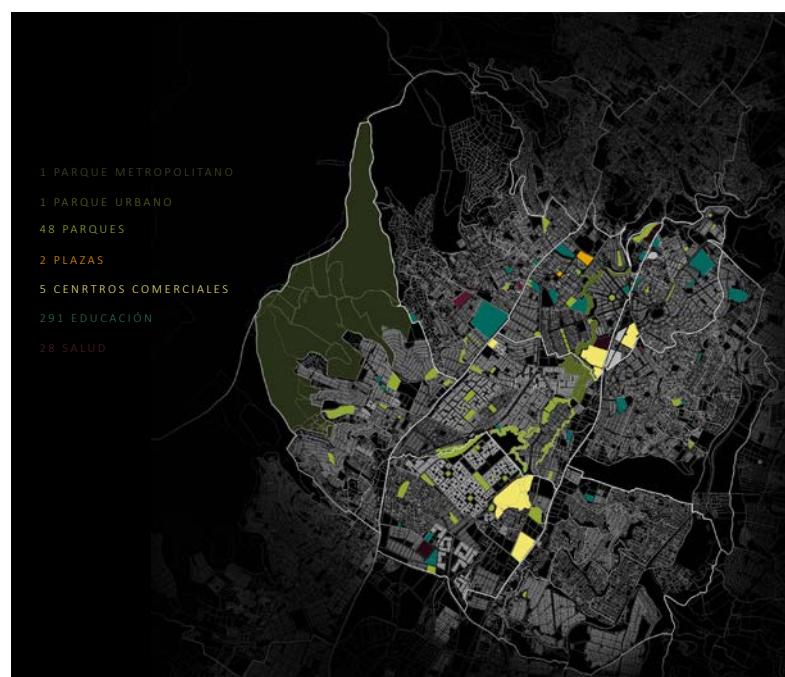 1 PARQUE METROPOLITANO
1 PARQUE URBANO
48 PARQUES
2 PLAZAS
5 CENRTROS COMERCIALES
291 EDUCACIÓN
28 SALUD